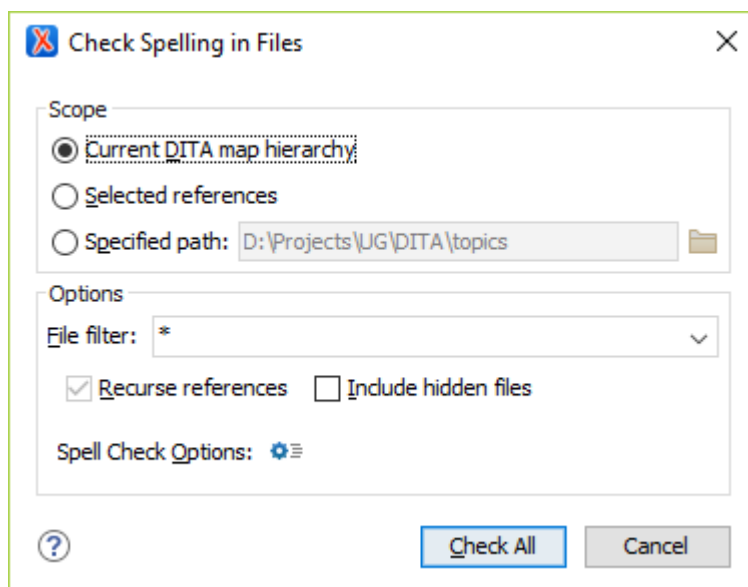 Check Spelling in Files
Scope
Current DITA map hierarchy
Selected references
Specified path: D:\Projects\UG\DITA\topics
Options
File filter: *
Recurse references Include hidden files
Spell Check Options:
?
Check All Cancel